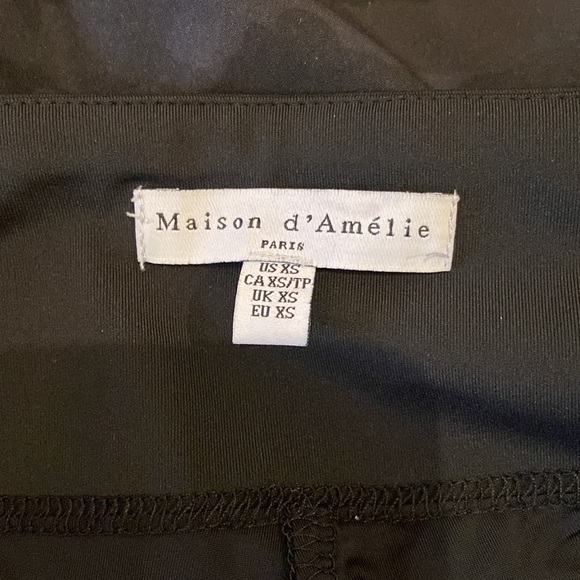 Maison d'Amélie
PARIS
US XS
CA XS/TP
UK XS
EU XS